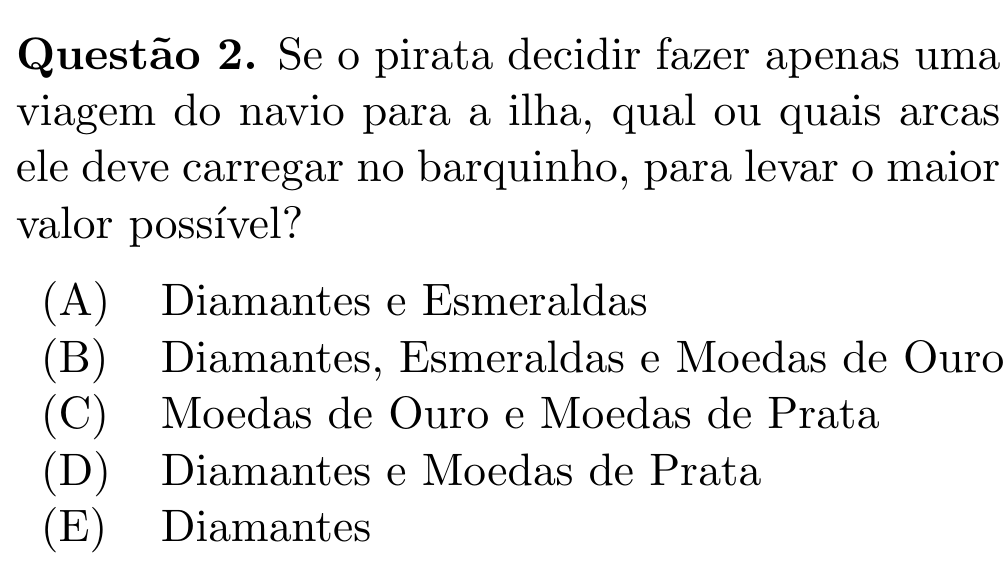 Questão 2. Se o pirata decidir fazer apenas uma
viagem do navio para a ilha, qual ou quais arcas
ele deve carregar no barquinho, para levar o maior
valor possível?
(A) Diamantes e Esmeraldas
(B) Diamantes, Esmeraldas e Moedas de Ouro
(C) Moedas de Ouro e Moedas de Prata
(D) Diamantes e Moedas de Prata
(E) Diamantes